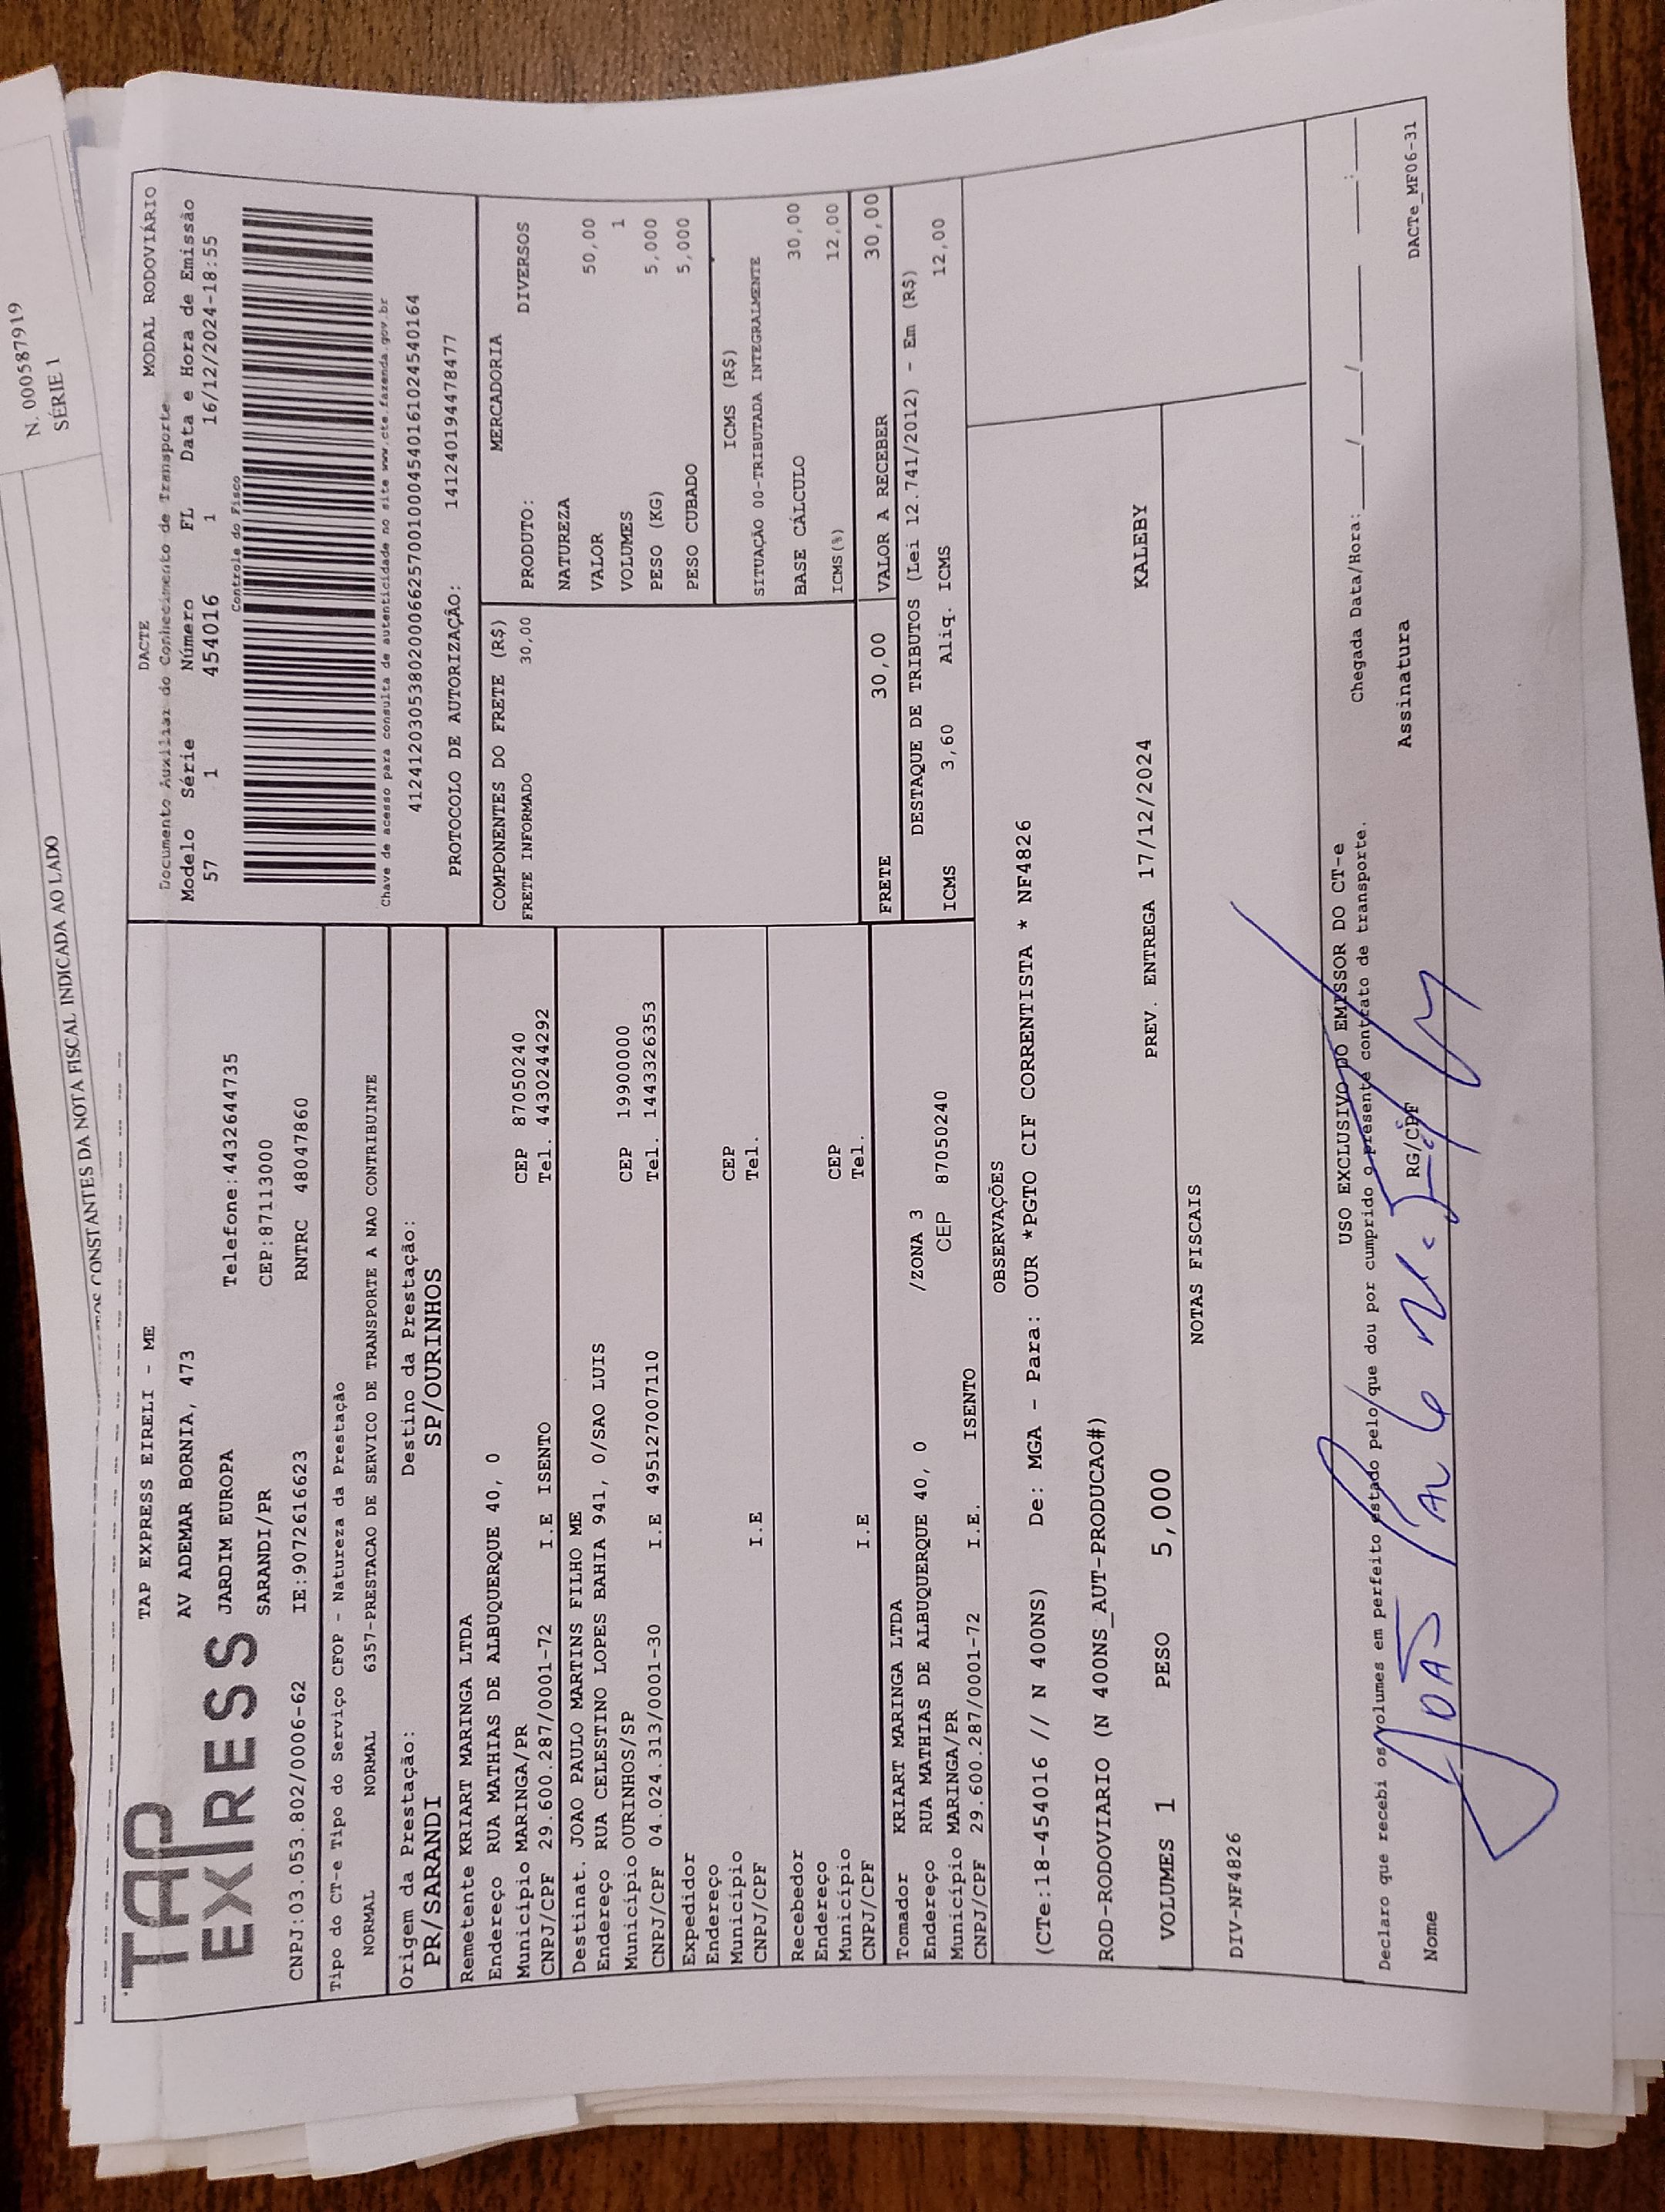 N. 000587919
SÉRIE 1
CONSTANTES DA NOTA FISCAL INDICADA AO LADO
TAP
EXPRESS
TAP EXPRESS EIRELI - ME
AV ADEMAR BORNIA, 473
JARDIM EUROPA Telefone:4432644735
SARANDI/PR CEP:87113000
CNPJ:03.053.802/0006-62 IE:9072616623 RNTRC 48047860
DACTE MODAL RODOVIÁRIO
Documento Auxiliar do Conhecimento de Transporte
Modelo Série Número FL Data e Hora de Emissão
57 1 454016 1 16/12/2024-18:55
Controle do Fisco
Chave de acesso para consulta de autenticidade no site www.cte.fazenda.gov.br
41241203053802000662570010004540161024540164
PROTOCOLO DE AUTORIZAÇÃO: 141240194478477
Tipo do CT-e Tipo do Serviço CFOP - Natureza da Prestação
NORMAL NORMAL 6357-PRESTACAO DE SERVICO DE TRANSPORTE A NAO CONTRIBUINTE
Origem da Prestação: Destino da Prestação:
PR/SARANDI SP/OURINHOS
Remetente KRIART MARINGA LTDA
Endereço RUA MATHIAS DE ALBUQUERQUE 40, 0
Município MARINGA/PR CEP 87050240
CNPJ/CPF 29.600.287/0001-72 I.E ISENTO Tel. 4430244292
Destinat. JOAO PAULO MARTINS FILHO ME
Endereço RUA CELESTINO LOPES BAHIA 941, 0/SAO LUIS
Município OURINHOS/SP CEP 19900000
CNPJ/CPF 04.024.313/0001-30 I.E 495127007110 Tel. 1443326353
Expedidor
Endereço
Município CEP
CNPJ/CPF I.E Tel.
Recebedor
Endereço
Município CEP
CNPJ/CPF I.E Tel.
Tomador KRIART MARINGA LTDA
Endereço RUA MATHIAS DE ALBUQUERQUE 40, 0 /ZONA 3
Município MARINGA/PR CEP 87050240
CNPJ/CPF 29.600.287/0001-72 I.E. ISENTO
COMPONENTES DO FRETE (R$)
FRETE INFORMADO 30,00
MERCADORIA
PRODUTO: DIVERSOS
NATUREZA
VALOR 50,00
VOLUMES 1
PESO (KG) 5,000
PESO CUBADO 5,000
ICMS (R$)
SITUAÇÃO 00-TRIBUTADA INTEGRALMENTE
BASE CÁLCULO 30,00
ICMS(%) 12,00
FRETE 30,00 VALOR A RECEBER 30,00
DESTAQUE DE TRIBUTOS (Lei 12.741/2012) - Em (R$)
ICMS 3,60 Aliq. ICMS 12,00
OBSERVAÇÕES
(CTe:18-454016 // N 400NS) De: MGA - Para: OUR *PGTO CIF CORRENTISTA * NF4826
ROD-RODOVIARIO (N 400NS_AUT-PRODUCAO#)
VOLUMES 1 PESO 5,000 PREV. ENTREGA 17/12/2024 KALEBY
NOTAS FISCAIS
DIV-NF4826
USO EXCLUSIVO DO EMISSOR DO CT-e
Declaro que recebi os volumes em perfeito estado pelo que dou por cumprido o presente contrato de transporte. Chegada Data/Hora:____/____/____ ____:____
Nome RG/CPF Assinatura
JOÃO PAULO
DACTe_MF06-31